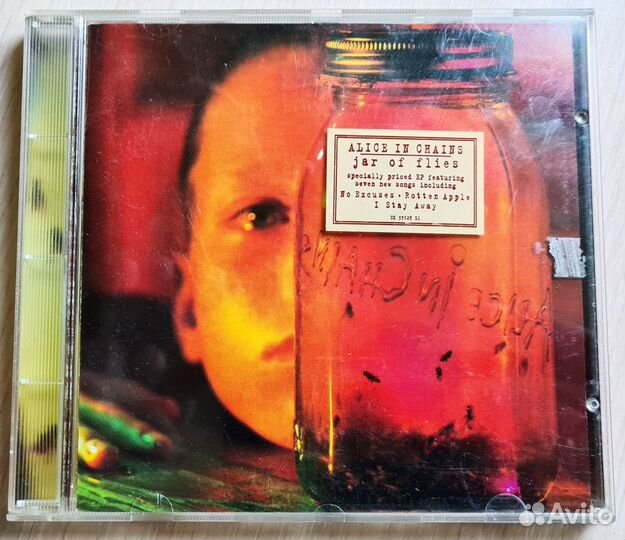 ALICE IN CHAINS
jar of flies
specially priced EP featuring
seven new songs including
No Excuses • Rotten Apple
I Stay Away
ALICE iN CHAINS
Avito